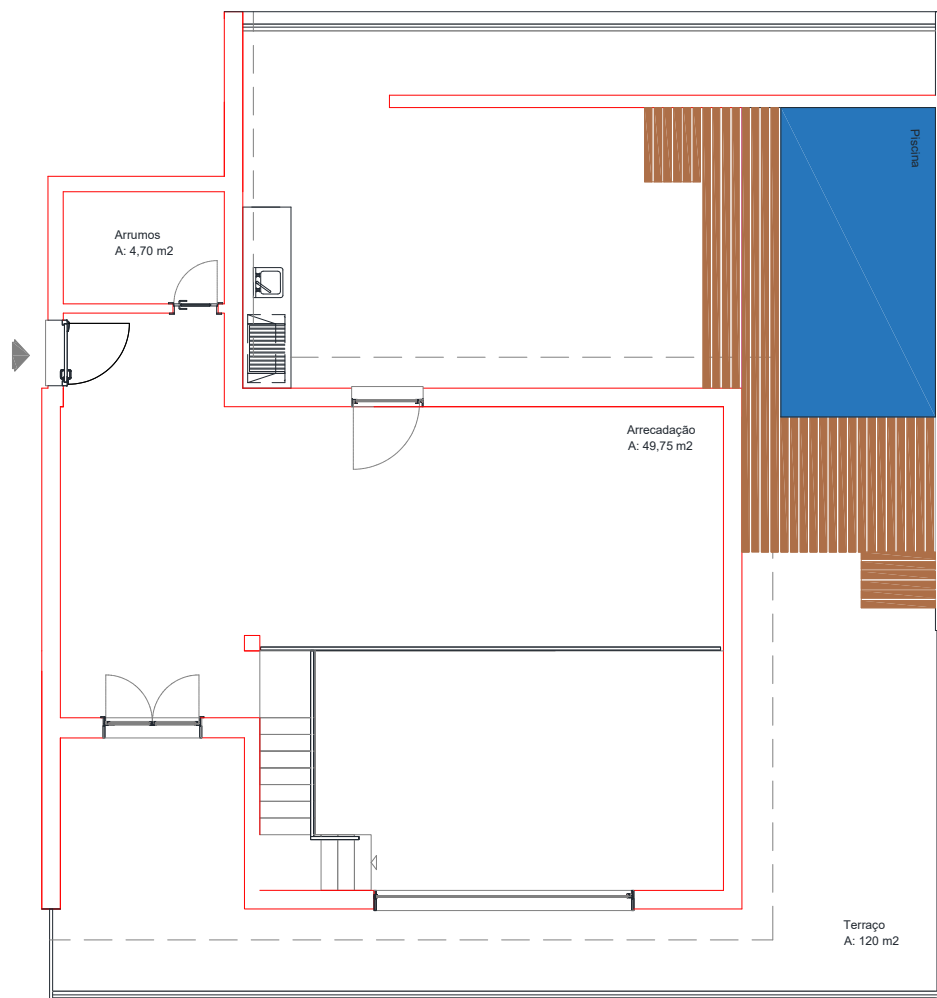 Piscina
Arrumos
A: 4,70 m2
Arrecadação
A: 49,75 m2
Terraço
A: 120 m2